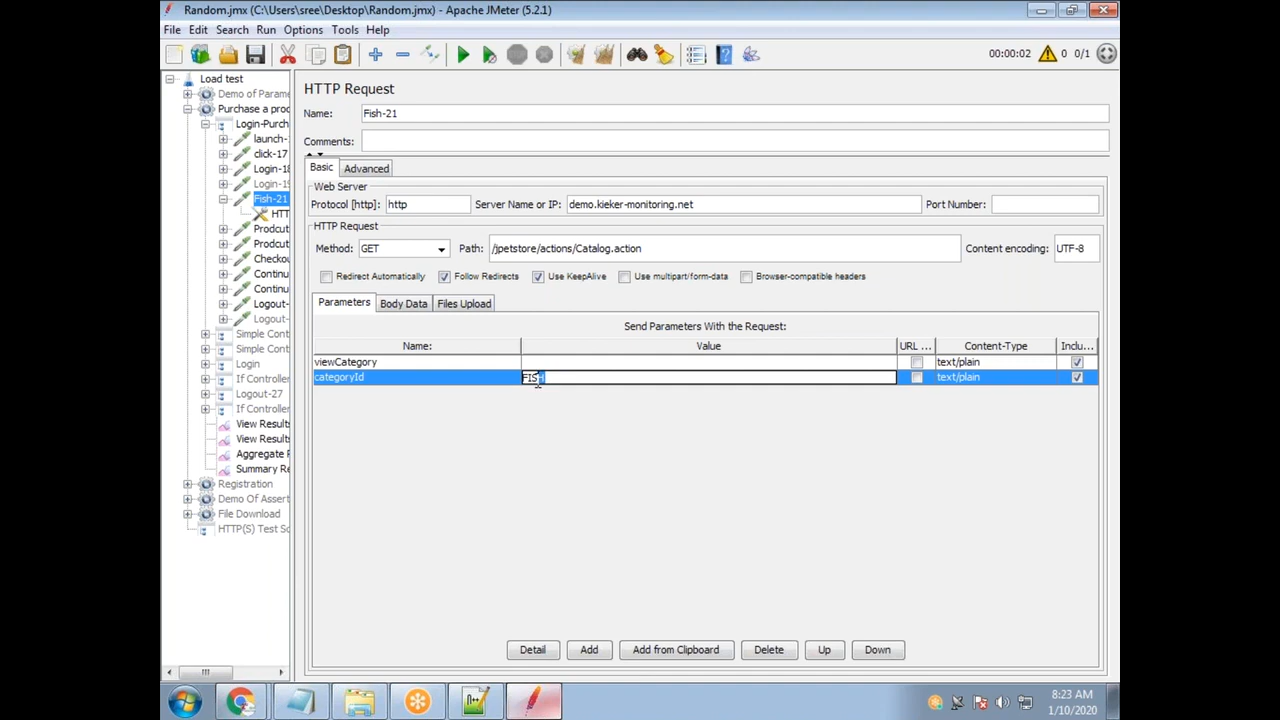 Random.jmx (C:\Users\sree\Desktop\Random.jmx) - Apache JMeter (5.2.1)
File Edit Search Run Options Tools Help
00:00:02 0 0/1
Load test
Demo of Parame
Purchase a prod
Login-Purch
launch-
click-17
Login-18
Login-19
Fish-21
HTT
Prodcut
Prodcut
Checkou
Continu
Continu
Logout-
Logout-
Simple Cont
Simple Cont
Login
If Controller
Logout-27
If Controller
View Results
View Results
Aggregate R
Summary Re
Registration
Demo Of Assert
File Download
HTTP(S) Test Sc
HTTP Request
Name: Fish-21
Comments:
Basic Advanced
Web Server
Protocol [http]: http Server Name or IP: demo.kieker-monitoring.net Port Number:
HTTP Request
Method: GET Path: /jpetstore/actions/Catalog.action Content encoding: UTF-8
Redirect Automatically Follow Redirects Use KeepAlive Use multipart/form-data Browser-compatible headers
Parameters Body Data Files Upload
Send Parameters With the Request:
Name: Value URL ... Content-Type Inclu...
viewCategory text/plain
categoryId FISH text/plain
Detail Add Add from Clipboard Delete Up Down
8:23 AM
1/10/2020